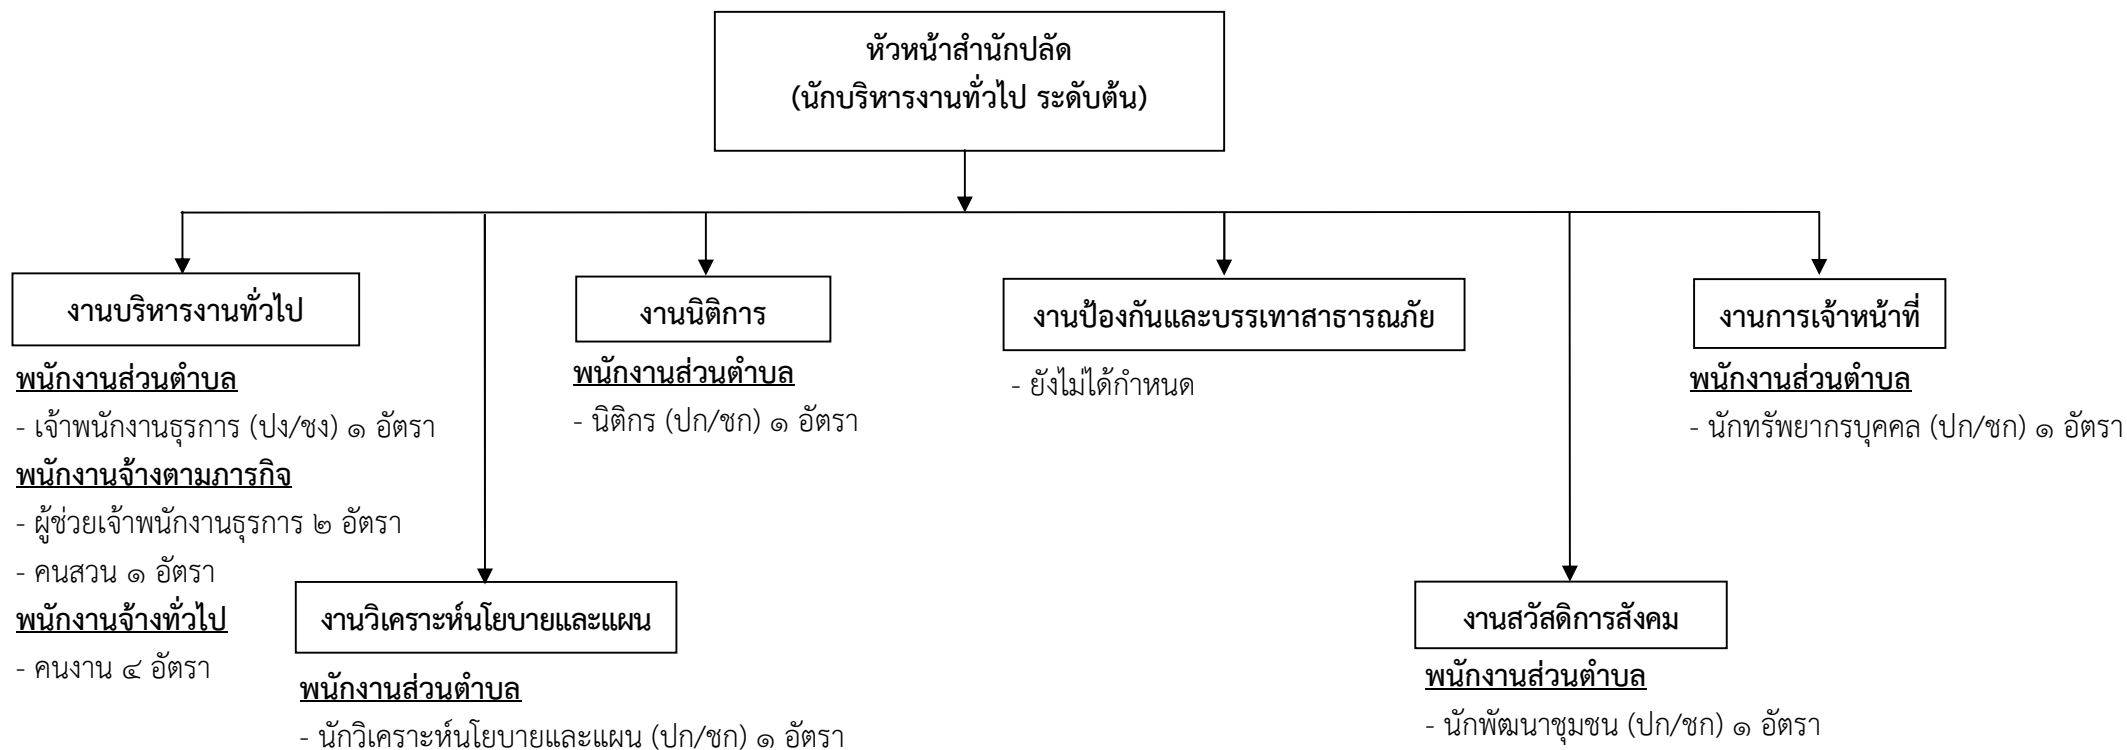 หัวหน้าสำนักปลัด
(นักบริหารงานทั่วไป ระดับต้น)
งานบริหารงานทั่วไป
พนักงานส่วนตำบล
- เจ้าพนักงานธุรการ (ปง/ชง) ๑ อัตรา
พนักงานจ้างตามภารกิจ
- ผู้ช่วยเจ้าพนักงานธุรการ ๒ อัตรา
- คนสวน ๑ อัตรา
พนักงานจ้างทั่วไป
- คนงาน ๔ อัตรา
งานวิเคราะห์นโยบายและแผน
พนักงานส่วนตำบล
- นักวิเคราะห์นโยบายและแผน (ปก/ชก) ๑ อัตรา
งานนิติการ
พนักงานส่วนตำบล
- นิติกร (ปก/ชก) ๑ อัตรา
งานป้องกันและบรรเทาสาธารณภัย
- ยังไม่ได้กำหนด
งานสวัสดิการสังคม
พนักงานส่วนตำบล
- นักพัฒนาชุมชน (ปก/ชก) ๑ อัตรา
งานการเจ้าหน้าที่
พนักงานส่วนตำบล
- นักทรัพยากรบุคคล (ปก/ชก) ๑ อัตรา